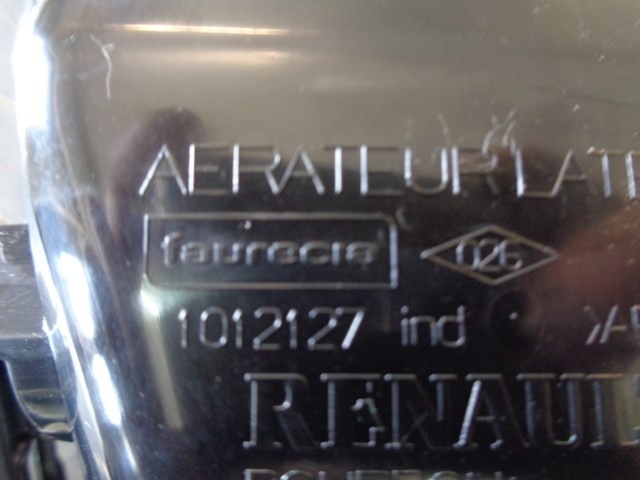 AERATEUR LATE
faurecia 026
1012127 ind
RENAUL